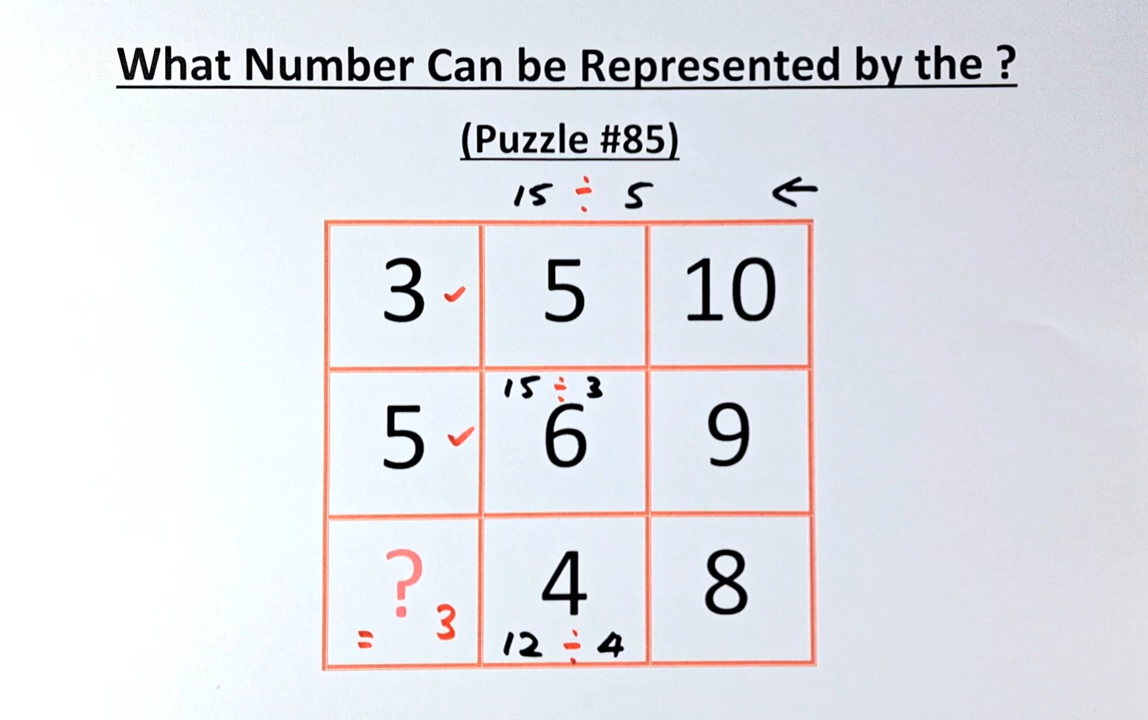 What Number Can be Represented by the ?
(Puzzle #85)
15 ÷ 5 ←
3 ✓ 5 10
15 ÷ 3
5 ✓ 6 9
? 4 8
= 3 12 ÷ 4